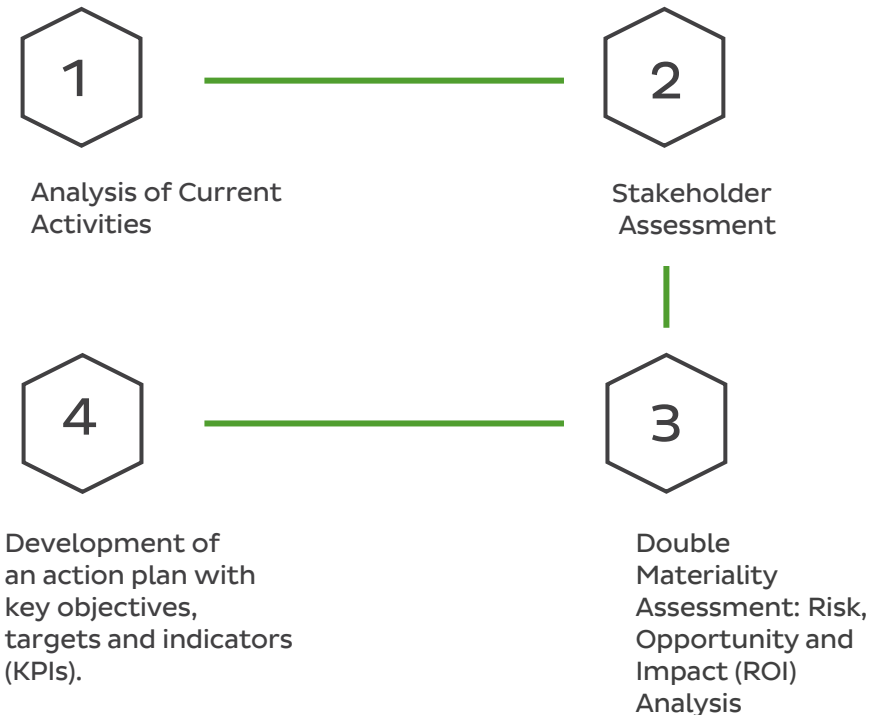 1
Analysis of Current
Activities
2
Stakeholder
Assessment
3
Double
Materiality
Assessment: Risk,
Opportunity and
Impact (ROI)
Analysis
4
Development of
an action plan with
key objectives,
targets and indicators
(KPIs).